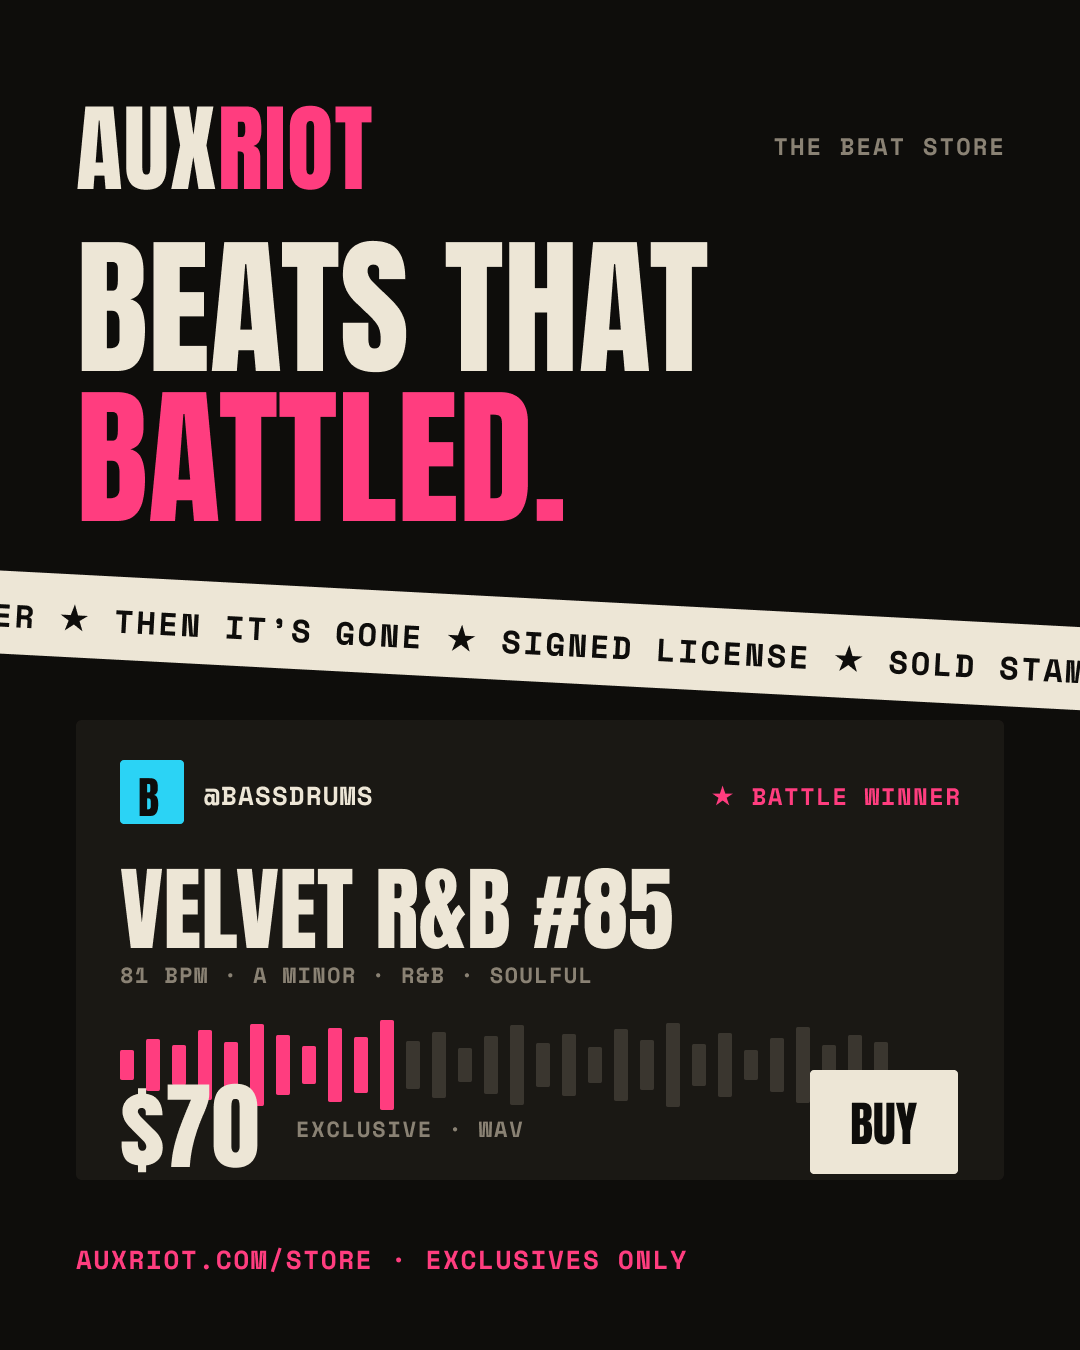 AUXRIOT
THE BEAT STORE
BEATS THAT
BATTLED.
★ THEN IT'S GONE ★ SIGNED LICENSE ★ SOLD
B
@BASSDRUMS
★ BATTLE WINNER
VELVET R&B #85
81 BPM · A MINOR · R&B · SOULFUL
$70
EXCLUSIVE · WAV
BUY
AUXRIOT.COM/STORE · EXCLUSIVES ONLY